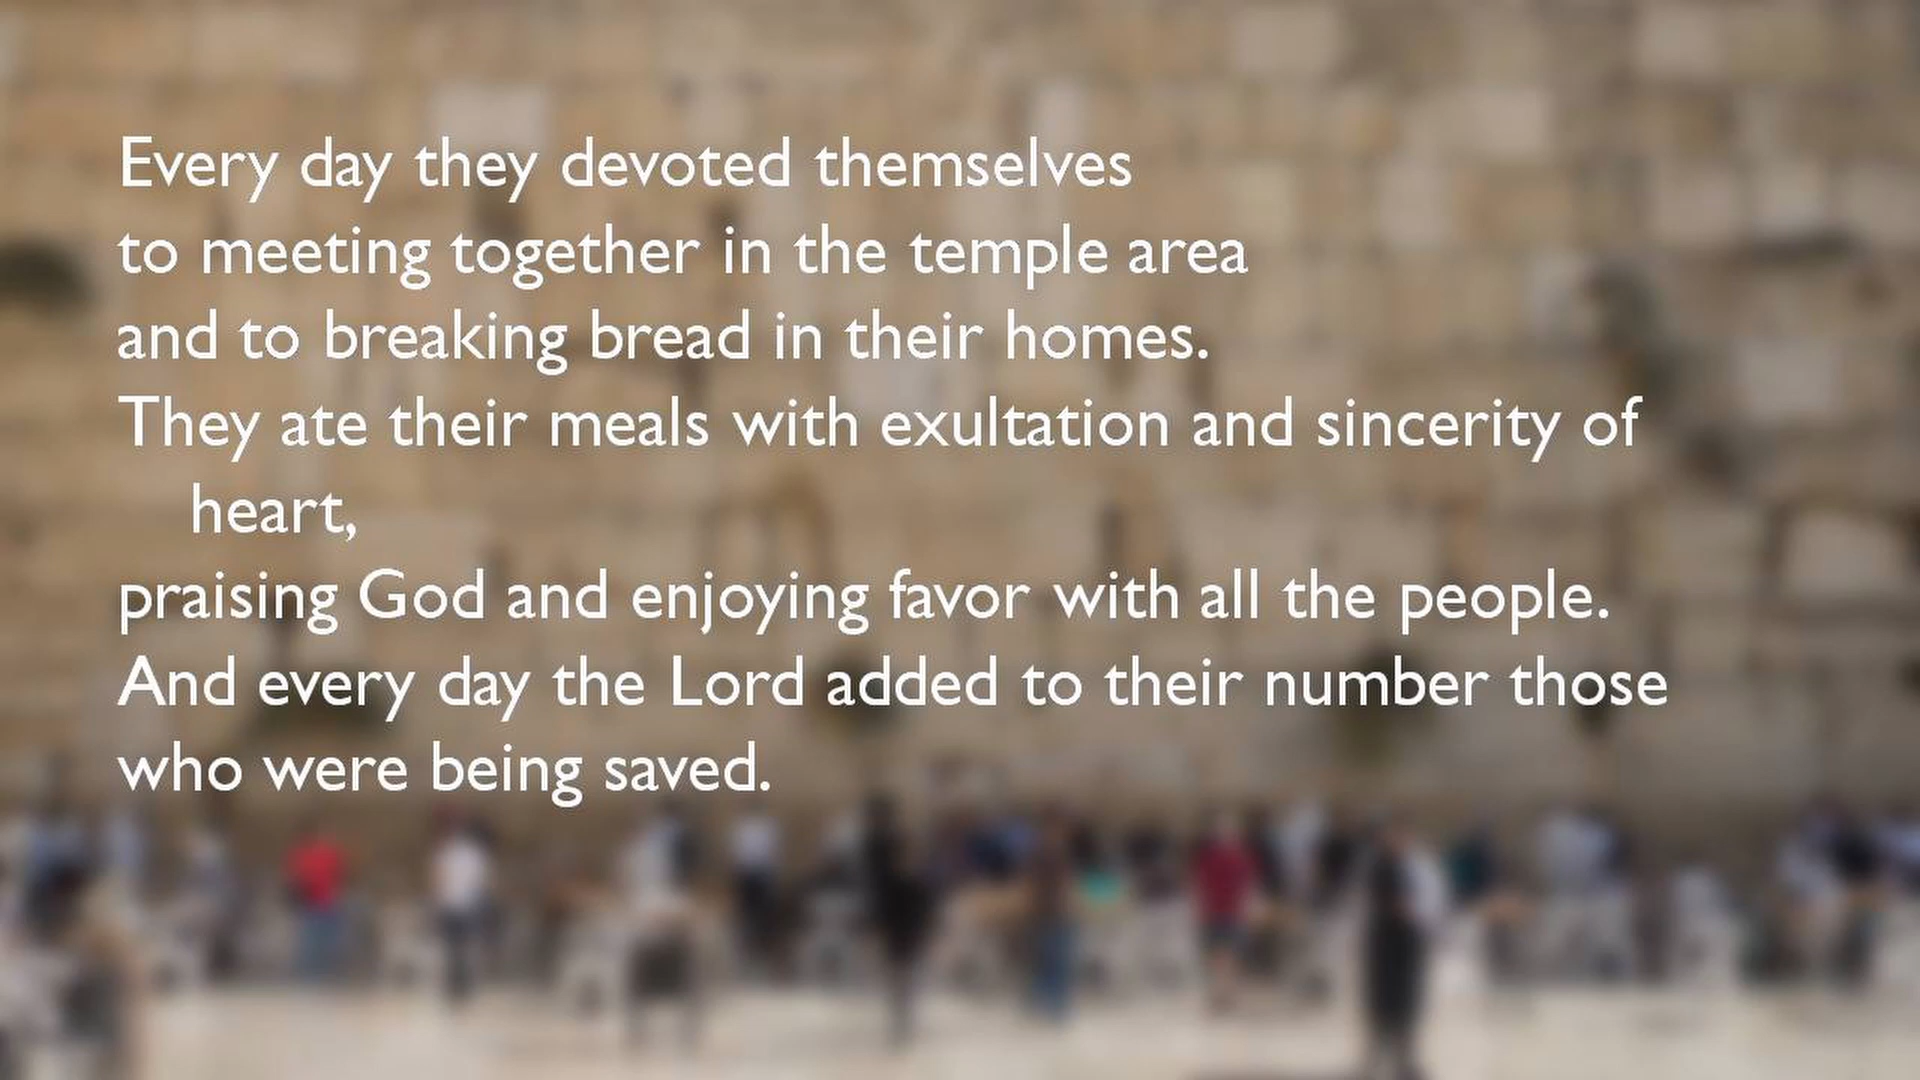 Every day they devoted themselves
to meeting together in the temple area
and to breaking bread in their homes.
They ate their meals with exultation and sincerity of
heart,
praising God and enjoying favor with all the people.
And every day the Lord added to their number those
who were being saved.